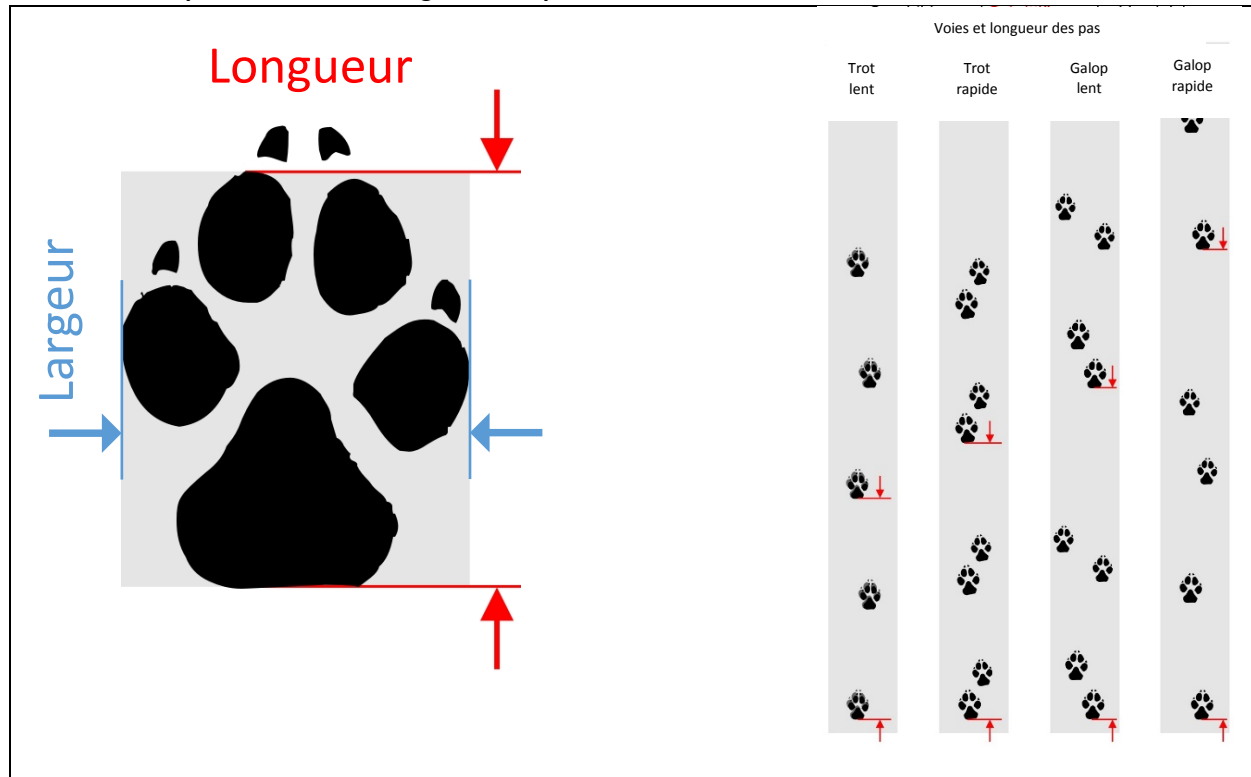 Voies et longueur des pas
Longueur
Largeur
Trot
lent
Trot
rapide
Galop
lent
Galop
rapide